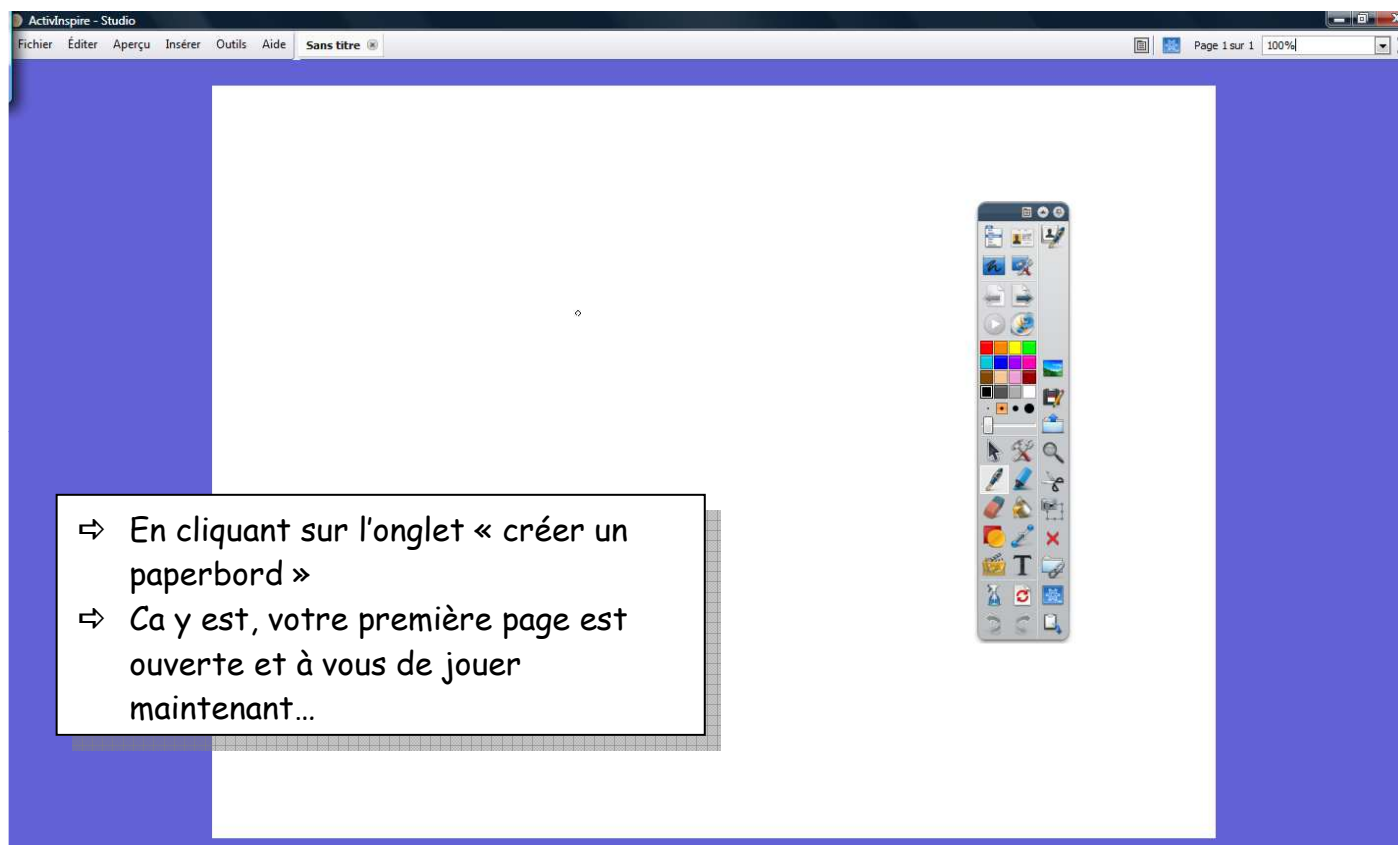 ActivInspire - Studio
Fichier Éditer Aperçu Insérer Outils Aide Sans titre Page 1 sur 1 100%
⇨ En cliquant sur l'onglet « créer un
paperbord »
⇨ Ca y est, votre première page est
ouverte et à vous de jouer
maintenant…